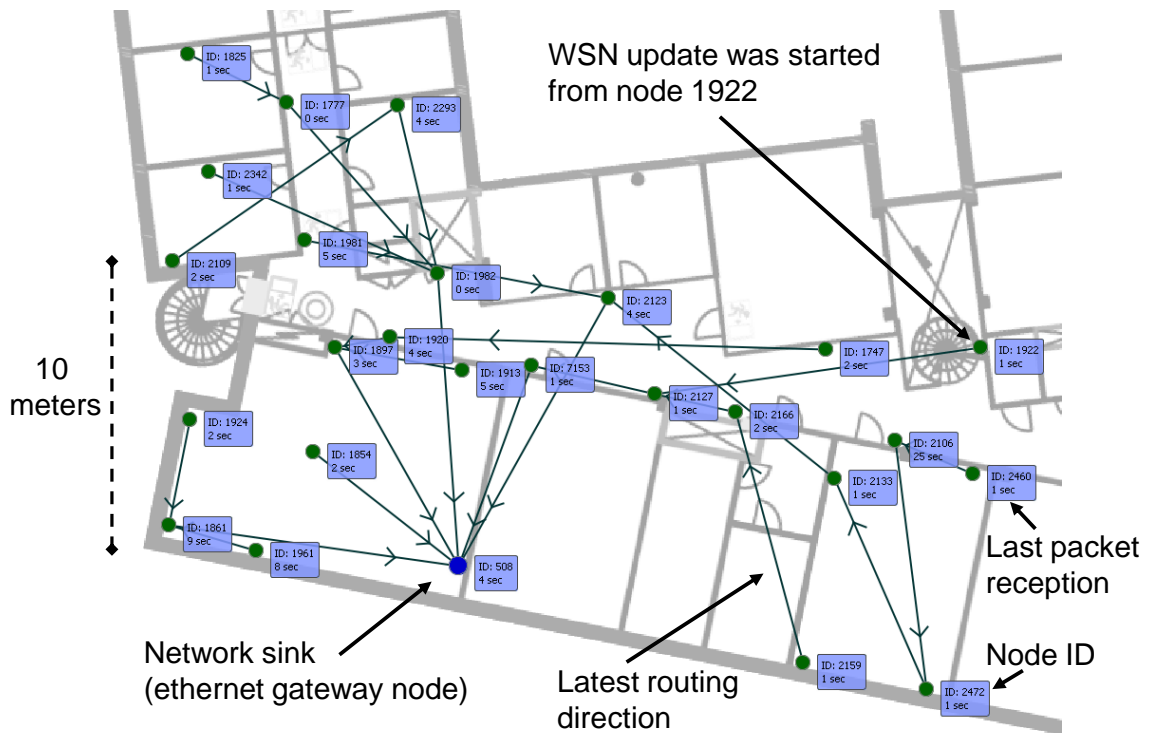 WSN update was started
from node 1922
ID: 1825
1 sec
ID: 1777
0 sec
ID: 2293
4 sec
ID: 2342
1 sec
ID: 1981
5 sec
ID: 2109
2 sec
ID: 1982
0 sec
ID: 2123
4 sec
ID: 1920
4 sec
ID: 1897
3 sec
ID: 1913
5 sec
ID: 7153
1 sec
ID: 1747
2 sec
ID: 1922
1 sec
10
meters
ID: 2127
1 sec
ID: 2166
2 sec
ID: 1924
2 sec
ID: 1854
2 sec
ID: 2106
25 sec
ID: 2133
1 sec
ID: 2460
1 sec
ID: 1861
9 sec
ID: 1961
8 sec
ID: 508
4 sec
Last packet
reception
Network sink
(ethernet gateway node)
Latest routing
direction
ID: 2159
1 sec
Node ID
ID: 2472
1 sec